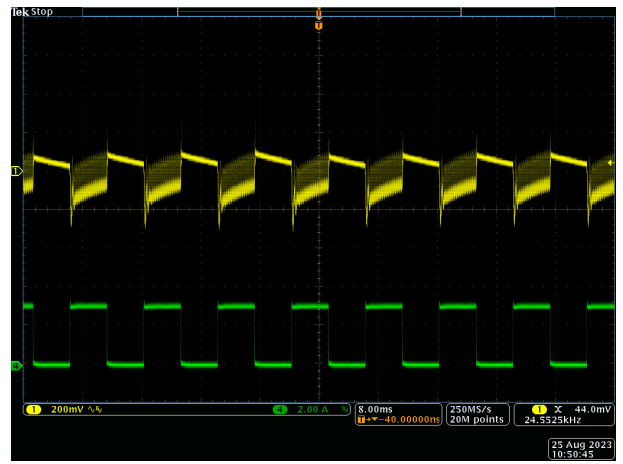 Tek Stop
T
T
1
4
1 200mV
4 2.00 A
8.00ms
T→▼-40.00000ns
250MS/s
20M points
1 X 44.0mV
24.5525kHz
25 Aug 2023
10:50:45